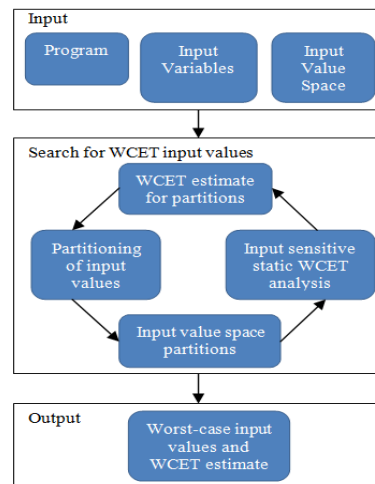 Input
Program
Input
Variables
Input
Value
Space
Search for WCET input values
WCET estimate
for partitions
Partitioning
of input
values
Input sensitive
static WCET
analysis
Input value space
partitions
Output
Worst-case input
values and
WCET estimate